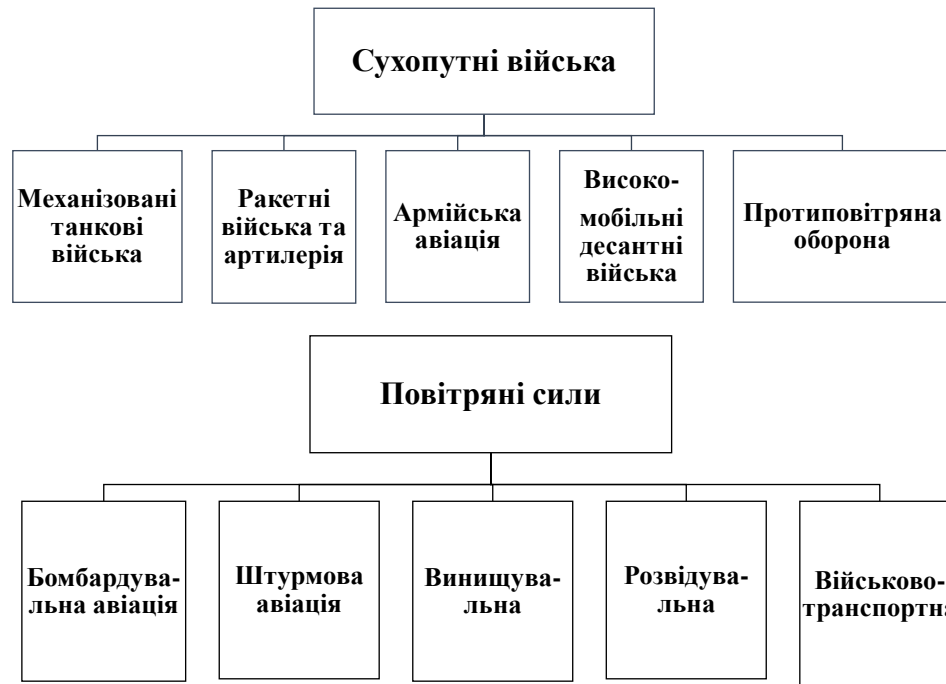 Сухопутні війська
Механізовані
танкові
війська
Ракетні
війська та
артилерія
Армійська
авіація
Високо-
мобільні
десантні
війська
Протиповітряна
оборона
Повітряні сили
Бомбардува-
льна авіація
Штурмова
авіація
Винищува-
льна
Розвідува-
льна
Військово-
транспортна